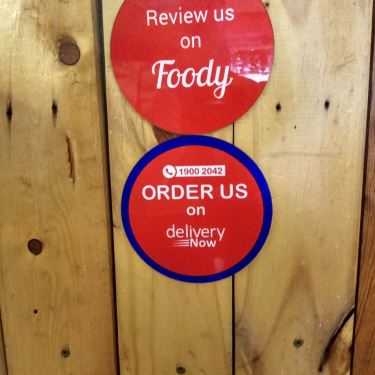 Review us
on
Foody
1900 2042
ORDER US
on
delivery
Now